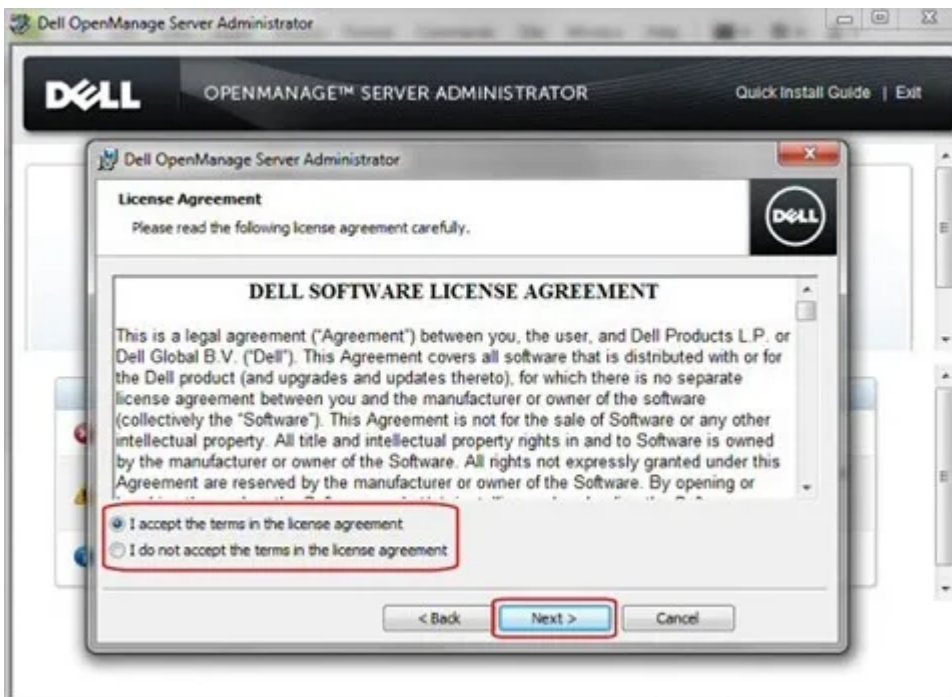 Dell OpenManage Server Administrator
DELL
OPENMANAGE™ SERVER ADMINISTRATOR
Quick Install Guide | Exit
Dell OpenManage Server Administrator
License Agreement
Please read the following license agreement carefully.
DELL
DELL SOFTWARE LICENSE AGREEMENT
This is a legal agreement ("Agreement") between you, the user, and Dell Products L.P. or
Dell Global B.V. ("Dell"). This Agreement covers all software that is distributed with or for
the Dell product (and upgrades and updates thereto), for which there is no separate
license agreement between you and the manufacturer or owner of the software
(collectively the "Software"). This Agreement is not for the sale of Software or any other
intellectual property. All title and intellectual property rights in and to Software is owned
by the manufacturer or owner of the Software. All rights not expressly granted under this
Agreement are reserved by the manufacturer or owner of the Software. By opening or
I accept the terms in the license agreement
I do not accept the terms in the license agreement
< Back
Next >
Cancel